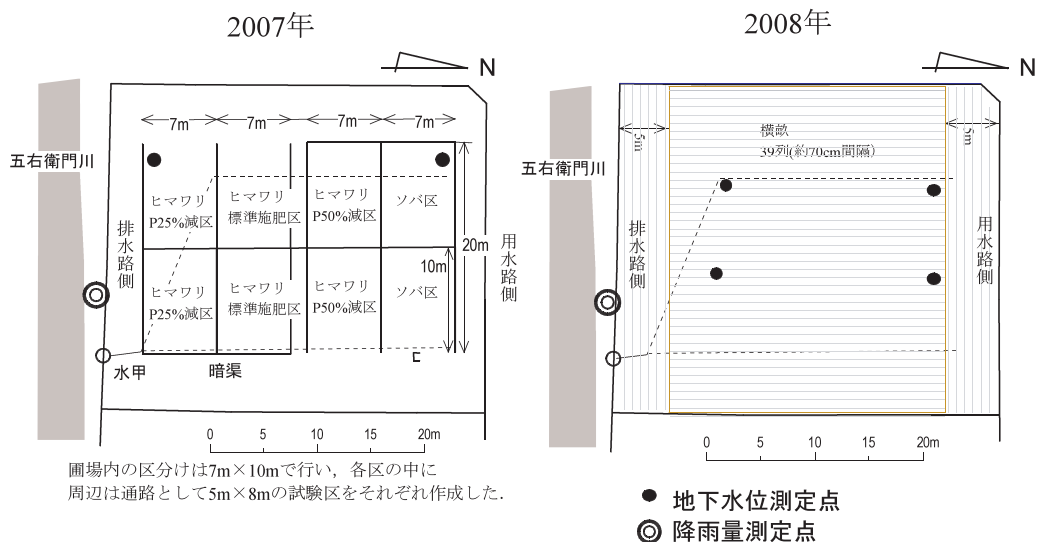 2007年
N
7m
7m
7m
7m
五右衛門川
排水路側
ヒマワリ
P25%減区
ヒマワリ
標準施肥区
ヒマワリ
P50%減区
ソバ区
20m
用水路側
10m
ヒマワリ
P25%減区
ヒマワリ
標準施肥区
ヒマワリ
P50%減区
ソバ区
水甲
暗渠
0
5
10
15
20m
圃場内の区分けは7m×10mで行い，各区の中に
周辺は通路として5m×8mの試験区をそれぞれ作成した．
2008年
N
5m
横畝
39列(約70cm間隔)
5m
五右衛門川
排水路側
用水路側
0
5
10
15
20m
地下水位測定点
降雨量測定点